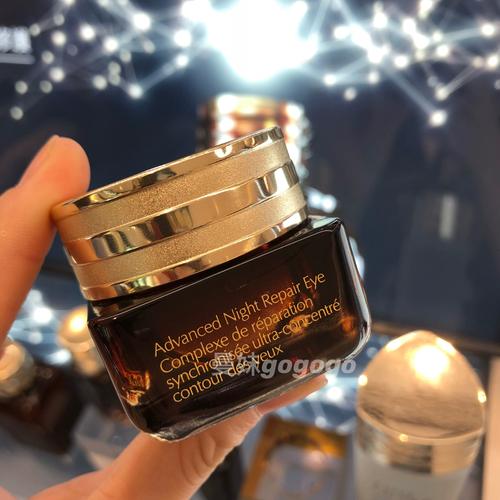 Advanced Night Repair Eye
Complexe de réparation
synchronisée ultra-concentré
contour des yeux
gogogo